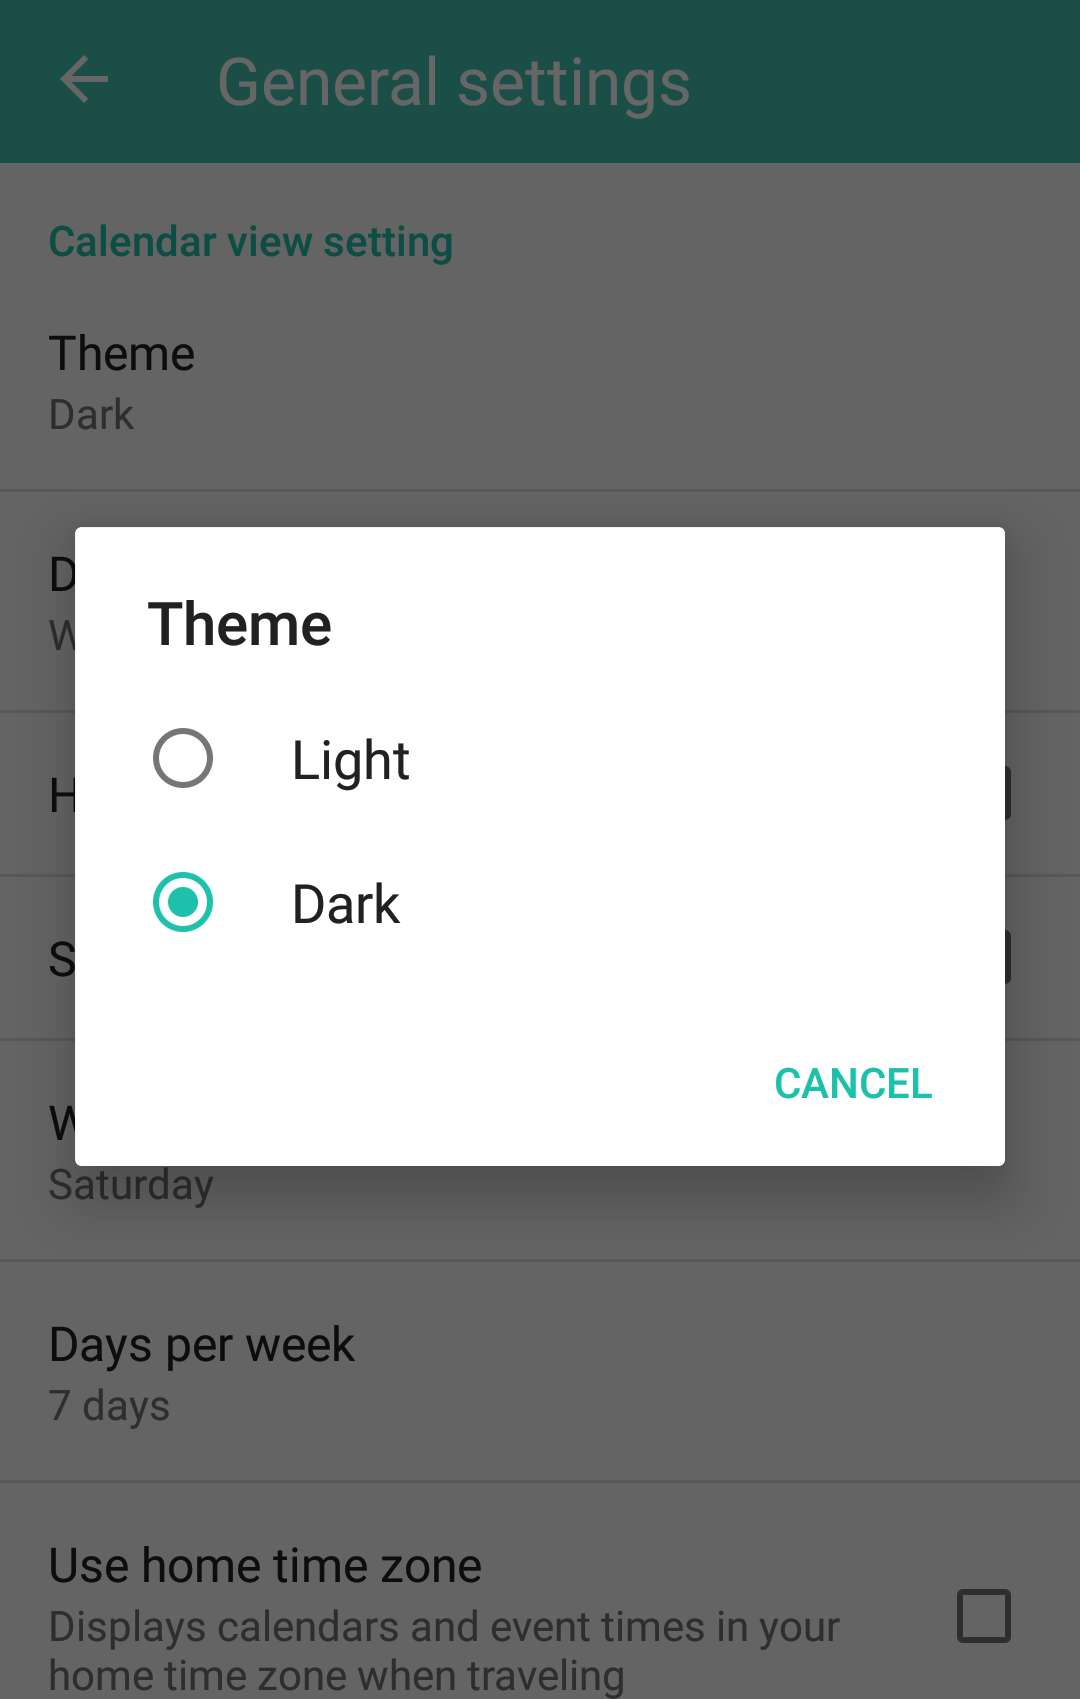 General settings
Calendar view setting
Theme
Dark
Theme
Light
Dark
CANCEL
Saturday
Days per week
7 days
Use home time zone
Displays calendars and event times in your
home time zone when traveling